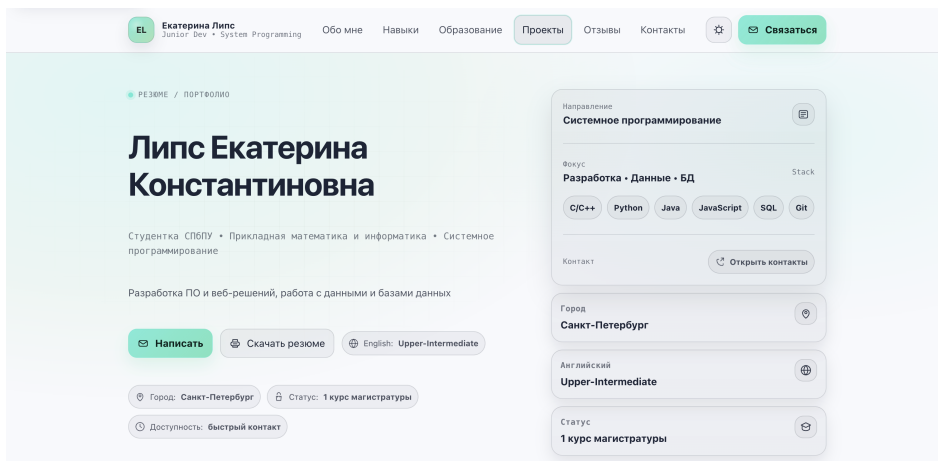 EL
Екатерина Липс
Junior Dev • System Programming
Обо мне
Навыки
Образование
Проекты
Отзывы
Контакты
Связаться
РЕЗЮМЕ / ПОРТФОЛИО
Липс Екатерина
Константиновна
Студентка СПбПУ • Прикладная математика и информатика • Системное
программирование
Разработка ПО и веб-решений, работа с данными и базами данных
Написать
Скачать резюме
English: Upper-Intermediate
Город: Санкт-Петербург
Статус: 1 курс магистратуры
Доступность: быстрый контакт
Направление
Системное программирование
Фокус
Разработка • Данные • БД
Stack
C/C++
Python
Java
JavaScript
SQL
Git
Контакт
Открыть контакты
Город
Санкт-Петербург
Английский
Upper-Intermediate
Статус
1 курс магистратуры